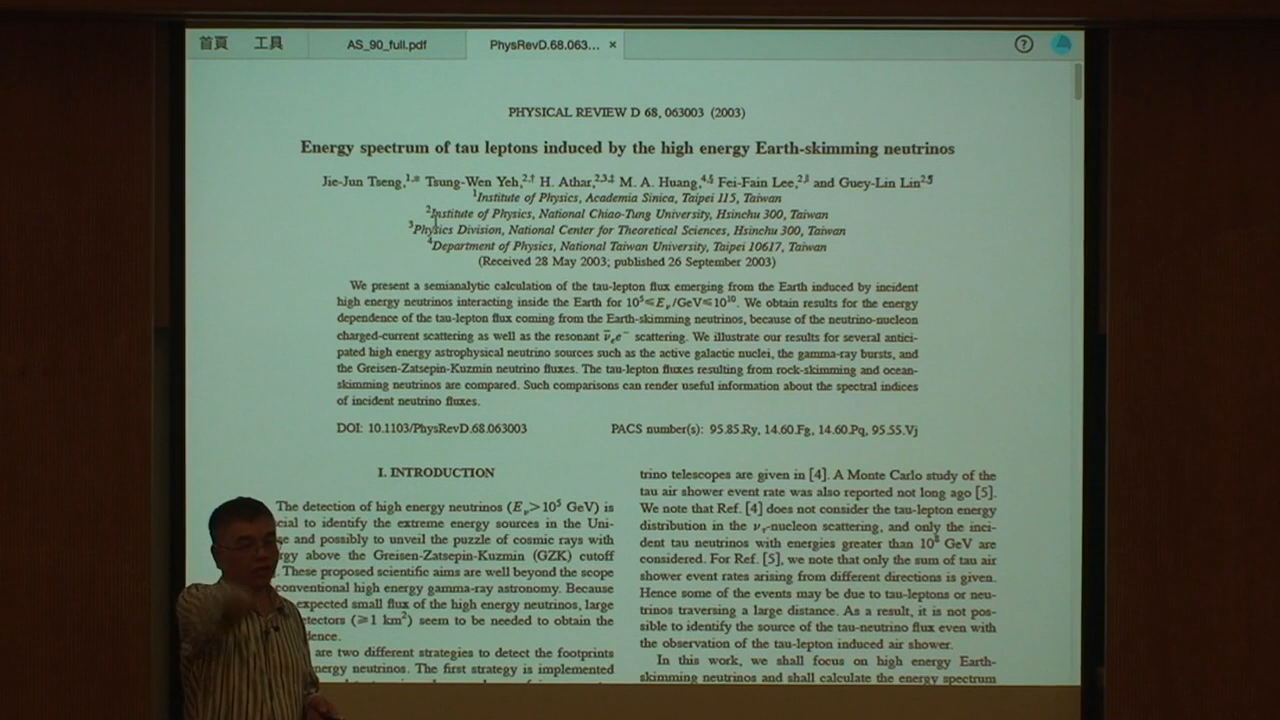 首頁 工具 AS_90_full.pdf PhysRevD.68.063... × ?
PHYSICAL REVIEW D 68, 063003 (2003)
Energy spectrum of tau leptons induced by the high energy Earth-skimming neutrinos
Jie-Jun Tseng,1,* Tsung-Wen Yeh,2,† H. Athar,2,3,‡ M. A. Huang,4,§ Fei-Fain Lee,2,∥ and Guey-Lin Lin2,¶
1Institute of Physics, Academia Sinica, Taipei 115, Taiwan
2Institute of Physics, National Chiao-Tung University, Hsinchu 300, Taiwan
3Physics Division, National Center for Theoretical Sciences, Hsinchu 300, Taiwan
4Department of Physics, National Taiwan University, Taipei 10617, Taiwan
(Received 28 May 2003; published 26 September 2003)
We present a semianalytic calculation of the tau-lepton flux emerging from the Earth induced by incident
high energy neutrinos interacting inside the Earth for 10⁵≤Eν/GeV≤10¹⁰. We obtain results for the energy
dependence of the tau-lepton flux coming from the Earth-skimming neutrinos, because of the neutrino-nucleon
charged-current scattering as well as the resonant ν̄ₑe⁻ scattering. We illustrate our results for several antici-
pated high energy astrophysical neutrino sources such as the active galactic nuclei, the gamma-ray bursts, and
the Greisen-Zatsepin-Kuzmin neutrino fluxes. The tau-lepton fluxes resulting from rock-skimming and ocean-
skimming neutrinos are compared. Such comparisons can render useful information about the spectral indices
of incident neutrino fluxes.
DOI: 10.1103/PhysRevD.68.063003 PACS number(s): 95.85.Ry, 14.60.Fg, 14.60.Pq, 95.55.Vj
I. INTRODUCTION
The detection of high energy neutrinos (Eν>10⁵ GeV) is
cial to identify the extreme energy sources in the Uni-
se and possibly to unveil the puzzle of cosmic rays with
rgy above the Greisen-Zatsepin-Kuzmin (GZK) cutoff
. These proposed scientific aims are well beyond the scope
conventional high energy gamma-ray astronomy. Because
expected small flux of the high energy neutrinos, large
etectors (≥1 km²) seem to be needed to obtain the
dence.
are two different strategies to detect the footprints
nergy neutrinos. The first strategy is implemented
trino telescopes are given in [4]. A Monte Carlo study of the
tau air shower event rate was also reported not long ago [5].
We note that Ref. [4] does not consider the tau-lepton energy
distribution in the ντ-nucleon scattering, and only the inci-
dent tau neutrinos with energies greater than 10⁸ GeV are
considered. For Ref. [5], we note that only the sum of tau air
shower event rates arising from different directions is given.
Hence some of the events may be due to tau-leptons or neu-
trinos traversing a large distance. As a result, it is not pos-
sible to identify the source of the tau-neutrino flux even with
the observation of the tau-lepton induced air shower.
In this work, we shall focus on high energy Earth-
skimming neutrinos and shall calculate the energy spectrum